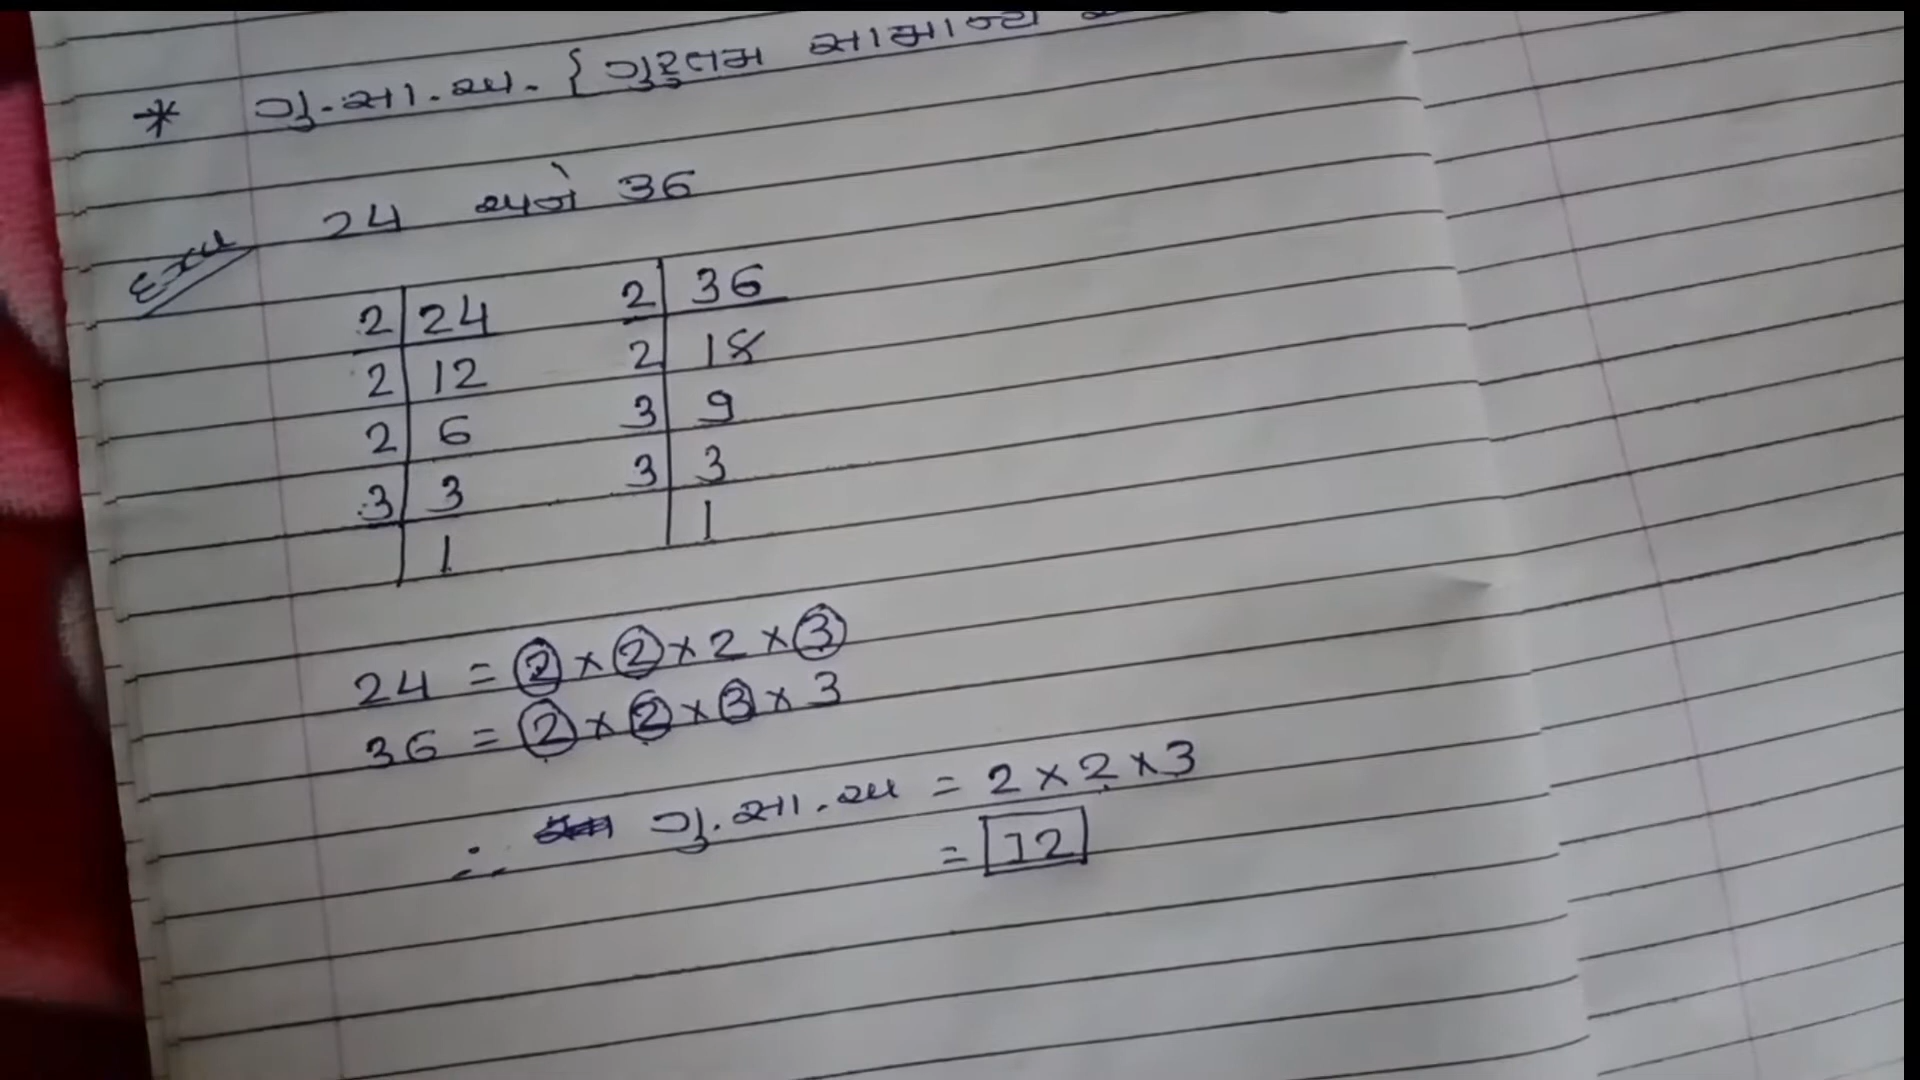 * ગુ.સા.અ. { ગુરુતમ સામાન્ય
Exa 24 અને 36
2 | 24 2 | 36
2 | 12 2 | 18
2 | 6 3 | 9
3 | 3 3 | 3
| 1 | 1
24 = 2 × 2 × 2 × 3
36 = 2 × 2 × 3 × 3
∴ ગુ.સા.અ = 2 × 2 × 3
= 12